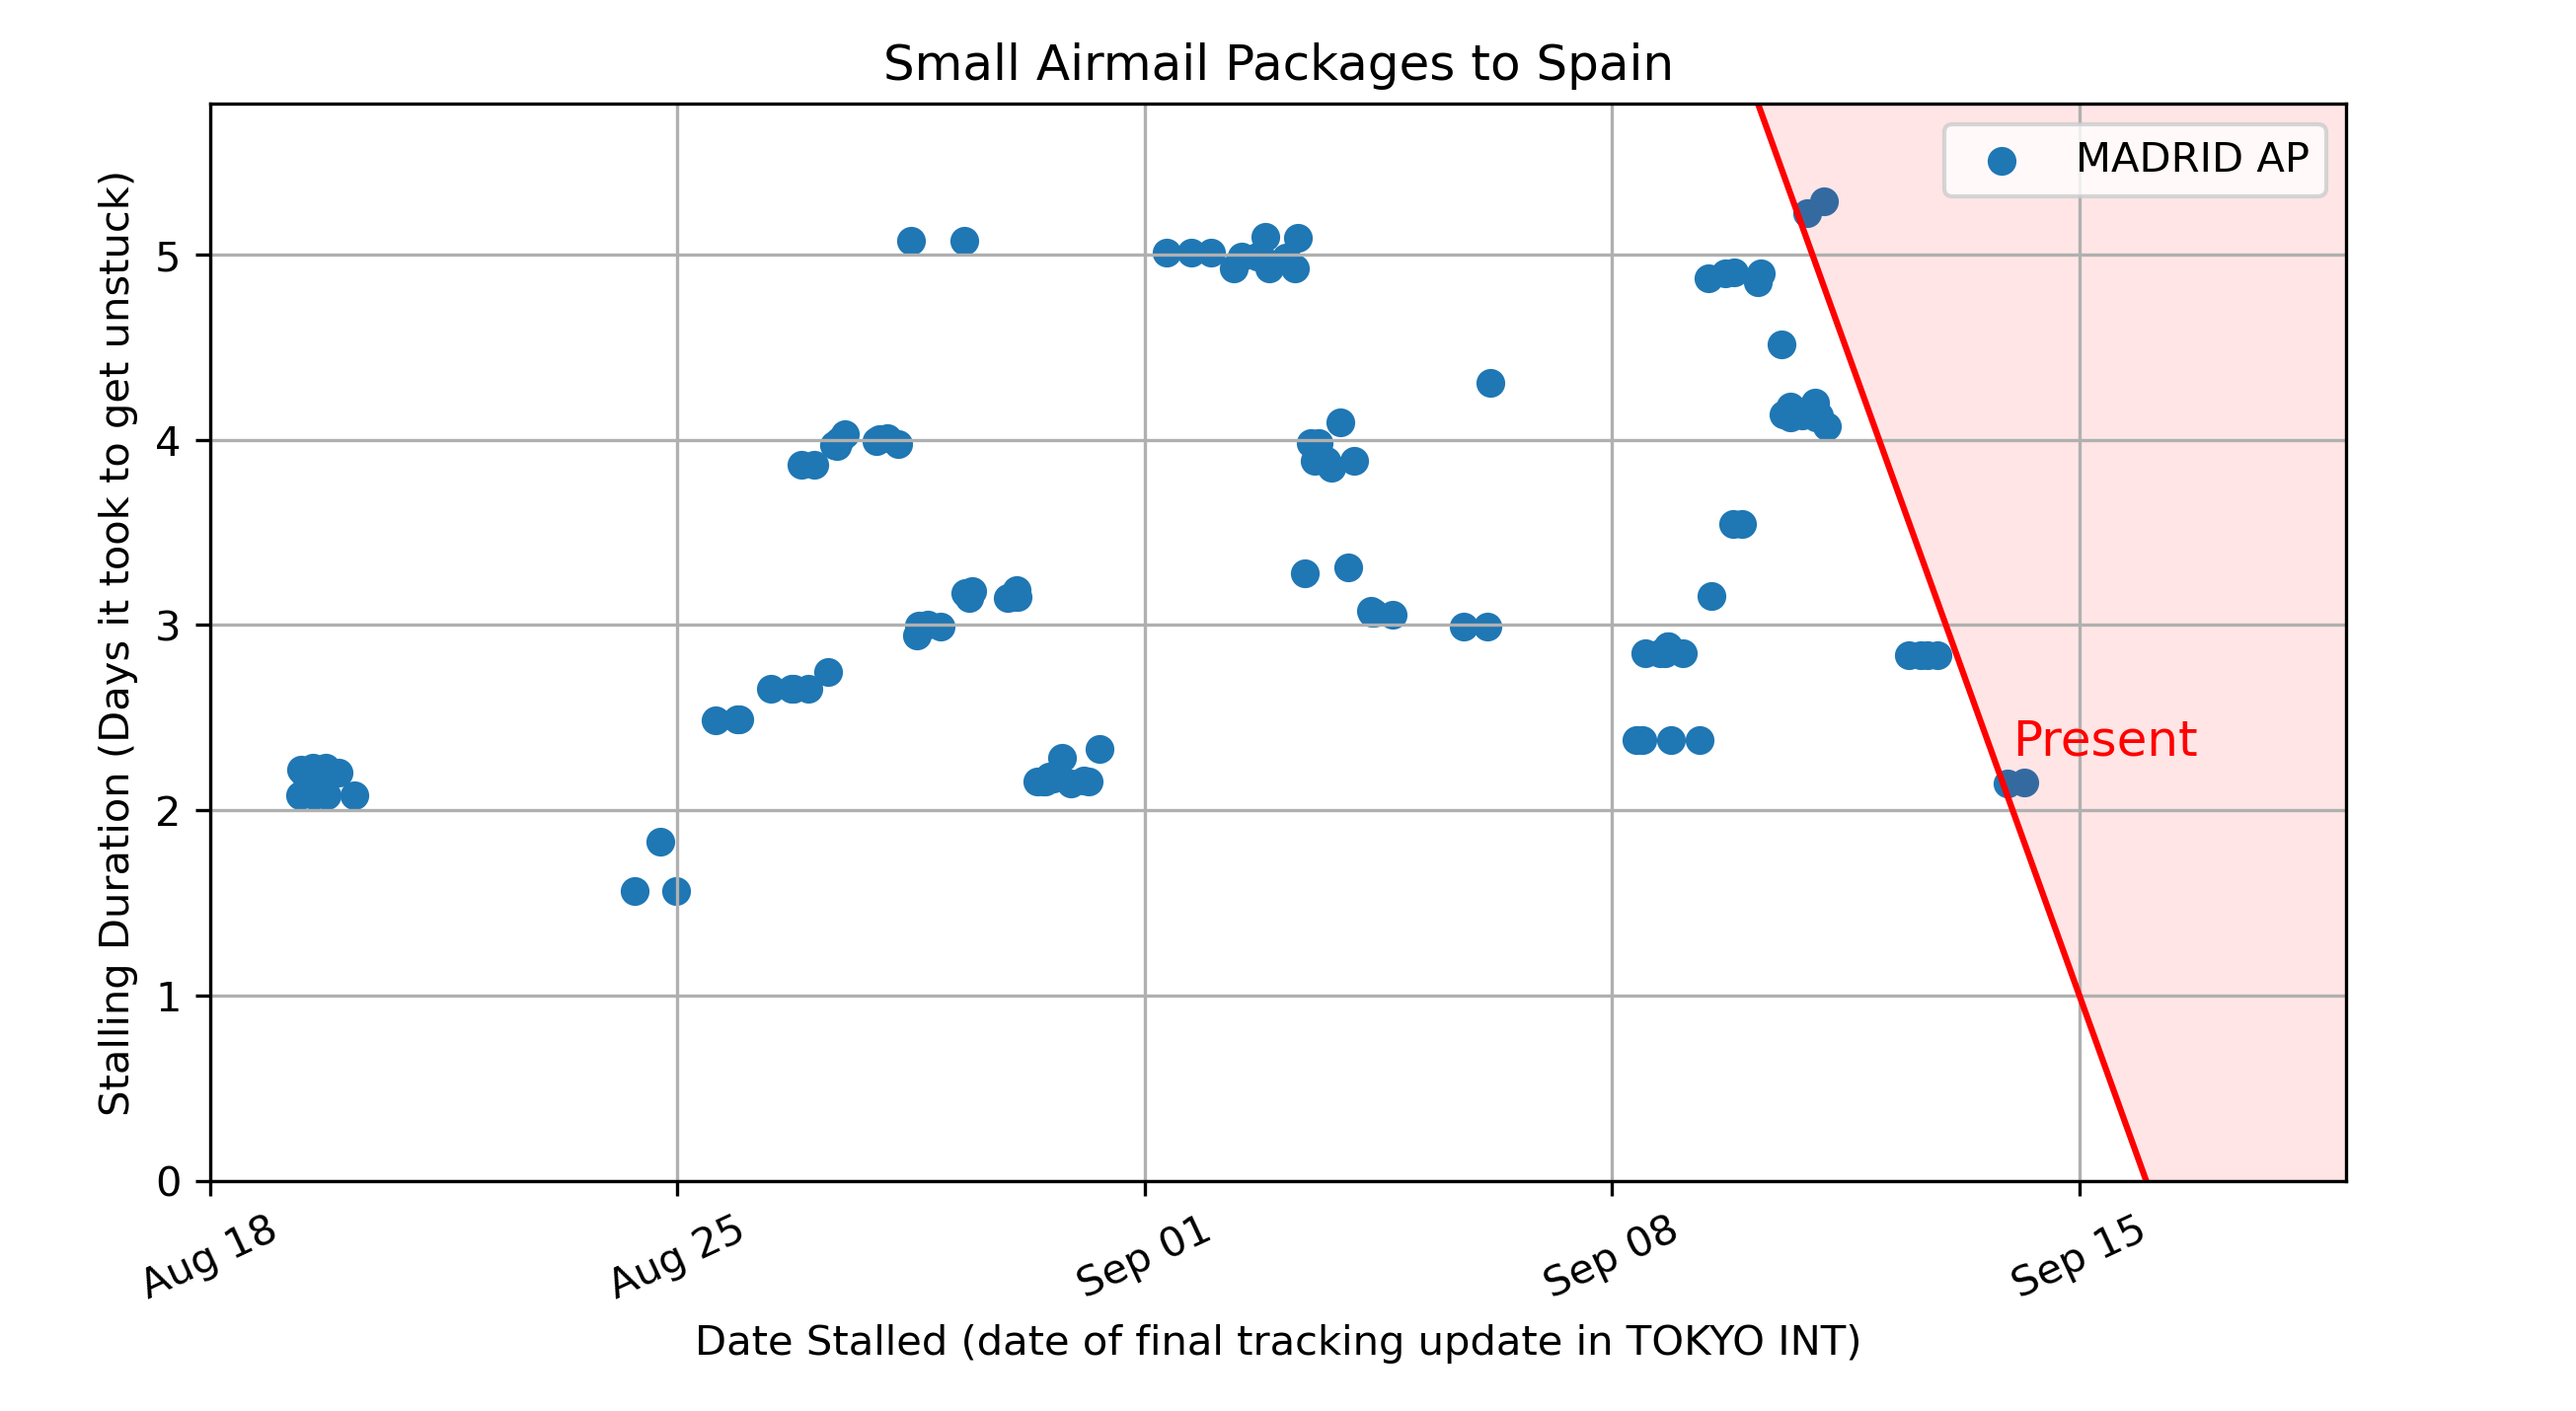 Small Airmail Packages to Spain
MADRID AP
Stalling Duration (Days it took to get unstuck)
5
4
3
2
1
0
Present
Aug 18
Aug 25
Sep 01
Sep 08
Sep 15
Date Stalled (date of final tracking update in TOKYO INT)